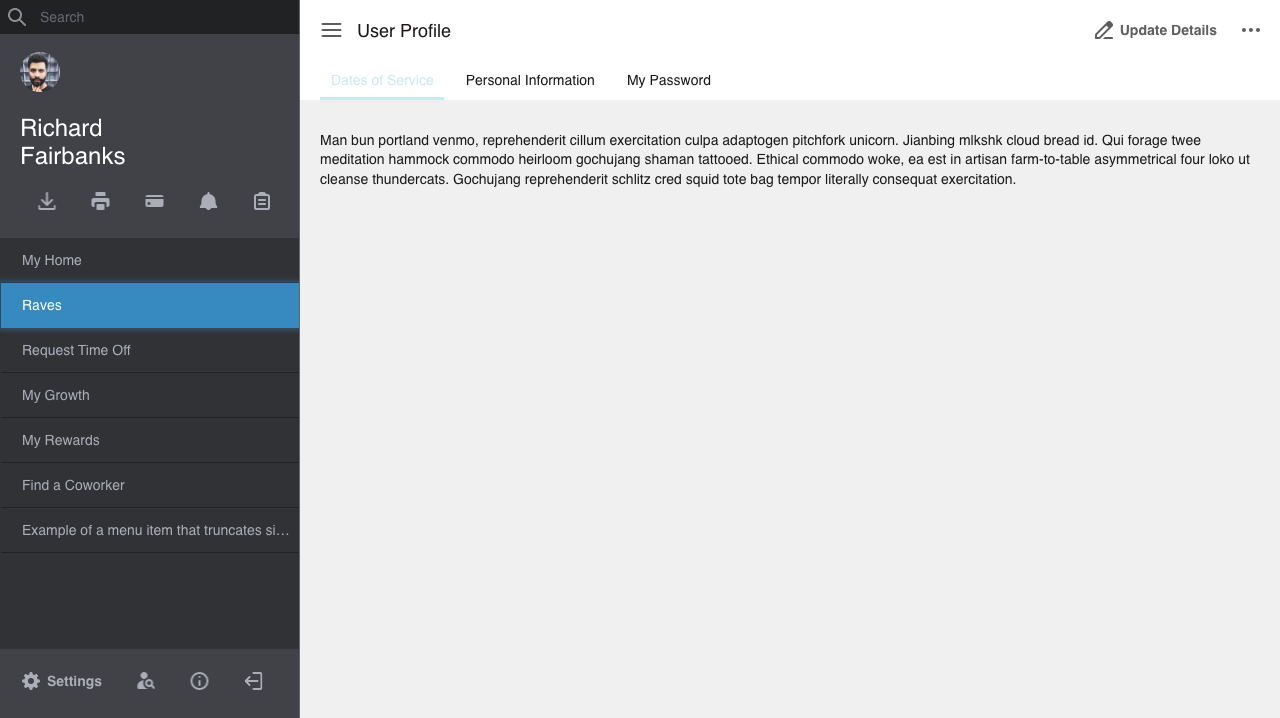 Search
User Profile
Update Details
Dates of Service
Personal Information
My Password
Richard
Fairbanks
My Home
Raves
Request Time Off
My Growth
My Rewards
Find a Coworker
Example of a menu item that truncates si…
Settings
Man bun portland venmo, reprehenderit cillum exercitation culpa adaptogen pitchfork unicorn. Jianbing mlkshk cloud bread id. Qui forage twee
meditation hammock commodo heirloom gochujang shaman tattooed. Ethical commodo woke, ea est in artisan farm-to-table asymmetrical four loko ut
cleanse thundercats. Gochujang reprehenderit schlitz cred squid tote bag tempor literally consequat exercitation.